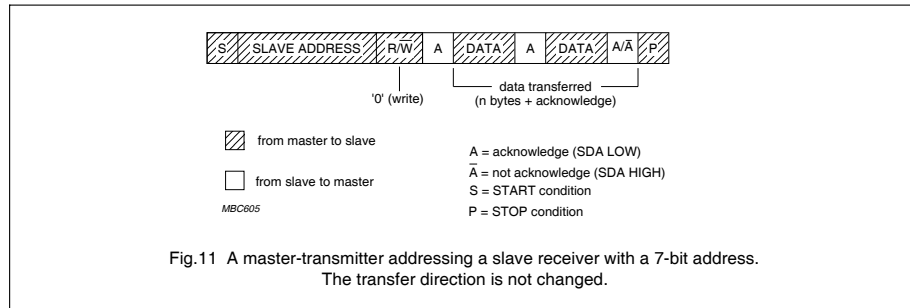 S SLAVE ADDRESS R/W̅ A DATA A DATA A/A̅ P
'0' (write)
data transferred
(n bytes + acknowledge)
from master to slave
from slave to master
MBC605
A = acknowledge (SDA LOW)
A̅ = not acknowledge (SDA HIGH)
S = START condition
P = STOP condition
Fig.11 A master-transmitter addressing a slave receiver with a 7-bit address.
The transfer direction is not changed.